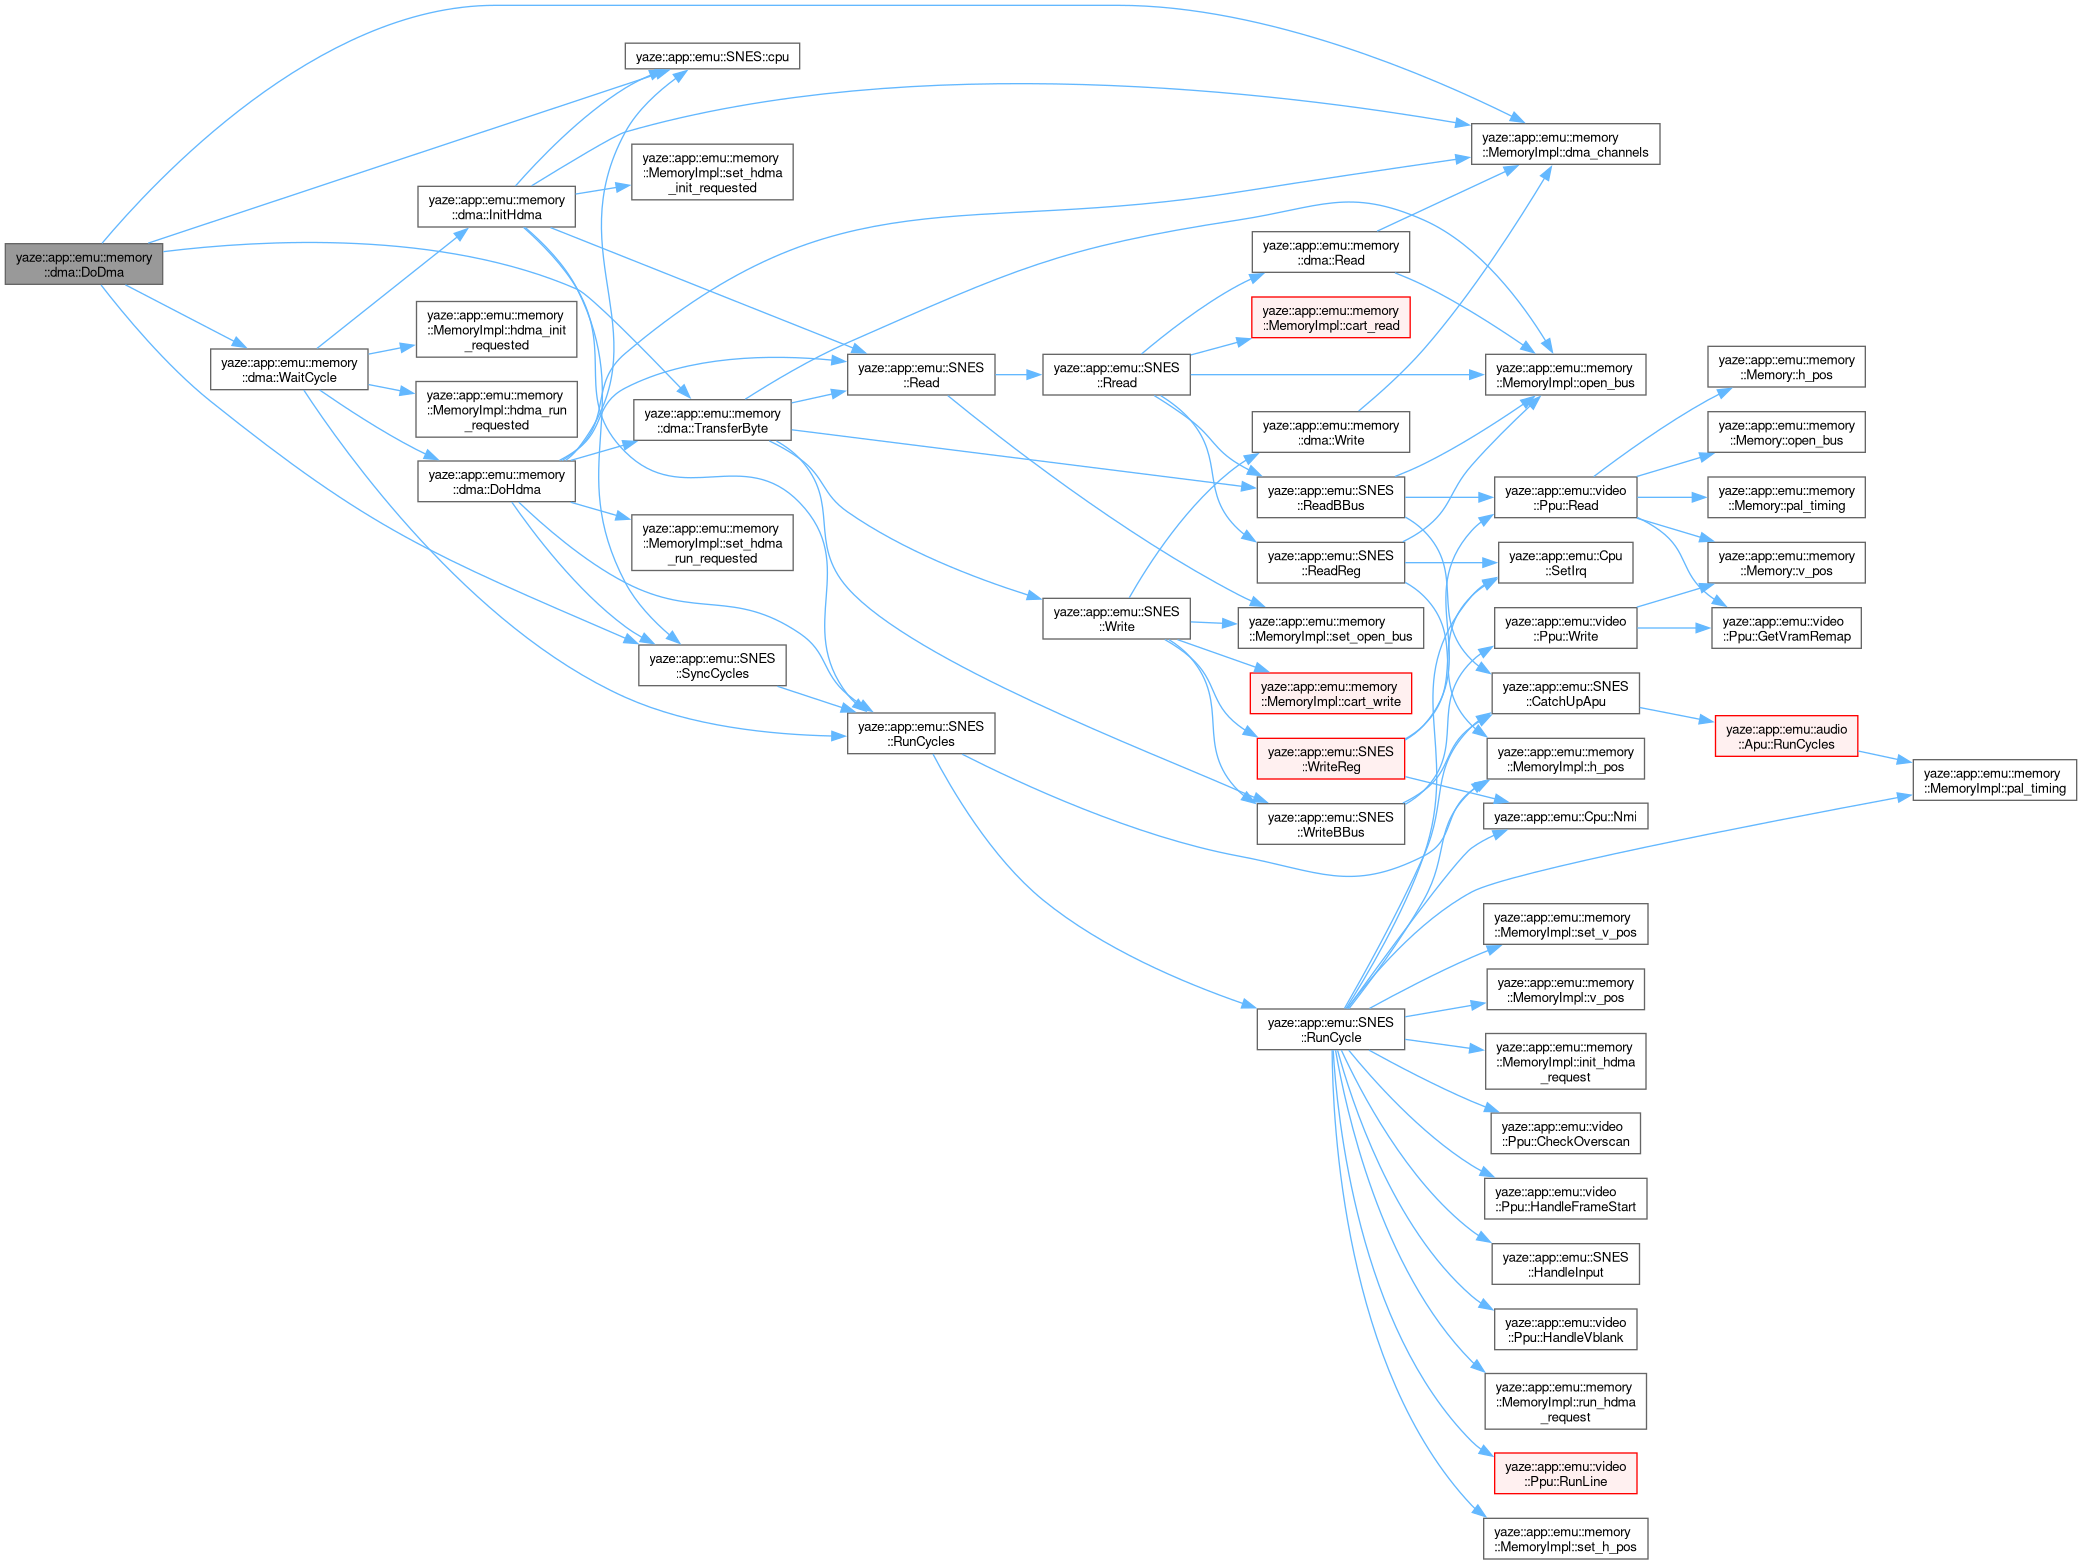 yaze::app::emu::memory
::dma::DoDma
yaze::app::emu::memory
::dma::WaitCycle
yaze::app::emu::memory
::dma::InitHdma
yaze::app::emu::memory
::MemoryImpl::hdma_init
_requested
yaze::app::emu::memory
::MemoryImpl::hdma_run
_requested
yaze::app::emu::memory
::dma::DoHdma
yaze::app::emu::SNES::cpu
yaze::app::emu::memory
::MemoryImpl::set_hdma
_init_requested
yaze::app::emu::memory
::dma::TransferByte
yaze::app::emu::memory
::MemoryImpl::set_hdma
_run_requested
yaze::app::emu::SNES
::SyncCycles
yaze::app::emu::SNES
::Read
yaze::app::emu::SNES
::RunCycles
yaze::app::emu::SNES
::Rread
yaze::app::emu::SNES
::Write
yaze::app::emu::memory
::dma::Read
yaze::app::emu::memory
::MemoryImpl::cart_read
yaze::app::emu::memory
::dma::Write
yaze::app::emu::SNES
::ReadBBus
yaze::app::emu::SNES
::ReadReg
yaze::app::emu::memory
::MemoryImpl::set_open_bus
yaze::app::emu::memory
::MemoryImpl::cart_write
yaze::app::emu::SNES
::WriteReg
yaze::app::emu::SNES
::WriteBBus
yaze::app::emu::SNES
::RunCycle
yaze::app::emu::memory
::MemoryImpl::dma_channels
yaze::app::emu::memory
::MemoryImpl::open_bus
yaze::app::emu::video
::Ppu::Read
yaze::app::emu::Cpu
::SetIrq
yaze::app::emu::video
::Ppu::Write
yaze::app::emu::SNES
::CatchUpApu
yaze::app::emu::memory
::MemoryImpl::h_pos
yaze::app::emu::Cpu::Nmi
yaze::app::emu::memory
::MemoryImpl::set_v_pos
yaze::app::emu::memory
::MemoryImpl::v_pos
yaze::app::emu::memory
::MemoryImpl::init_hdma
_request
yaze::app::emu::video
::Ppu::CheckOverscan
yaze::app::emu::video
::Ppu::HandleFrameStart
yaze::app::emu::SNES
::HandleInput
yaze::app::emu::video
::Ppu::HandleVblank
yaze::app::emu::memory
::MemoryImpl::run_hdma
_request
yaze::app::emu::video
::Ppu::RunLine
yaze::app::emu::memory
::MemoryImpl::set_h_pos
yaze::app::emu::memory
::Memory::h_pos
yaze::app::emu::memory
::Memory::open_bus
yaze::app::emu::memory
::Memory::pal_timing
yaze::app::emu::memory
::Memory::v_pos
yaze::app::emu::video
::Ppu::GetVramRemap
yaze::app::emu::audio
::Apu::RunCycles
yaze::app::emu::memory
::MemoryImpl::pal_timing